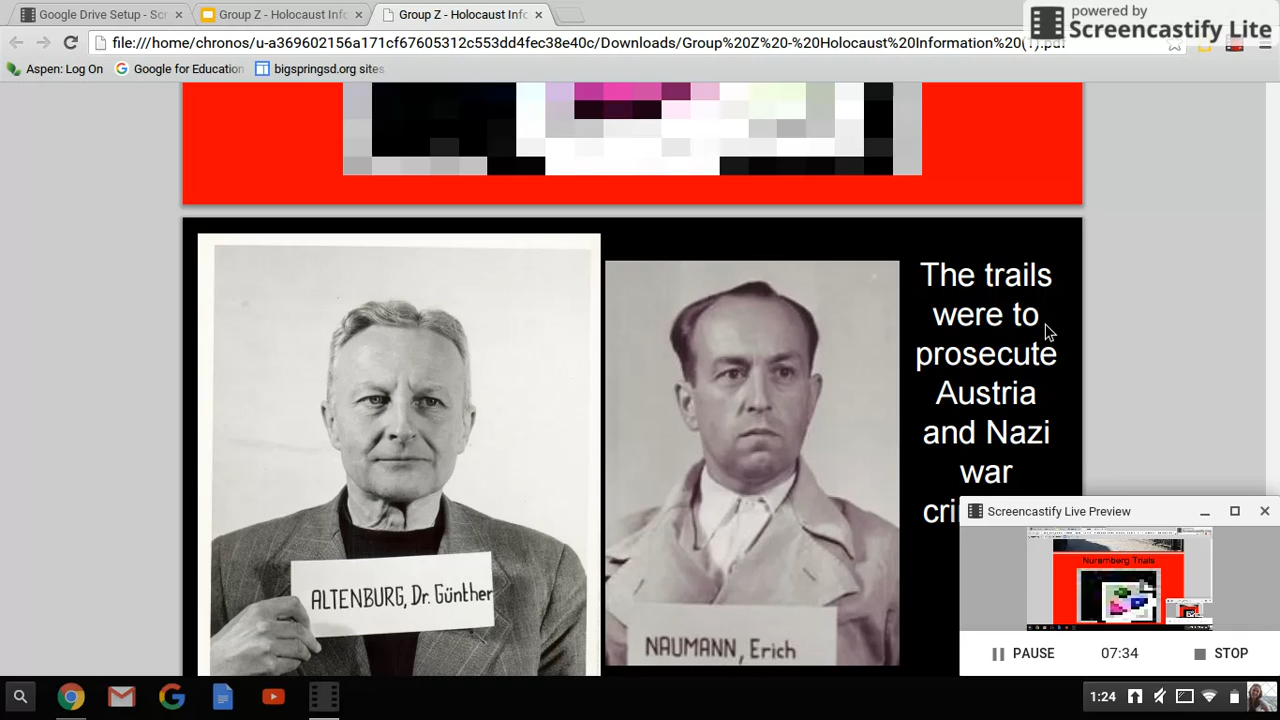 Google Drive Setup - Scr
Group Z - Holocaust Info
Group Z - Holocaust Info
powered by
Screencastify Lite
file:///home/chronos/u-a369602156a171cf67605312c553d4fec38e40c/Downloads/Group%20Z%20-%20Holocaust%20Information%20(1).pdf
Aspen: Log On
Google for Education
bigspringsd.org sites
The trails
were to
prosecute
Austria
and Nazi
war
cri
ALTENBURG, Dr. Günther
NAUMANN, Erich
Screencastify Live Preview
Nuremberg Trials
PAUSE
07:34
STOP
1:24